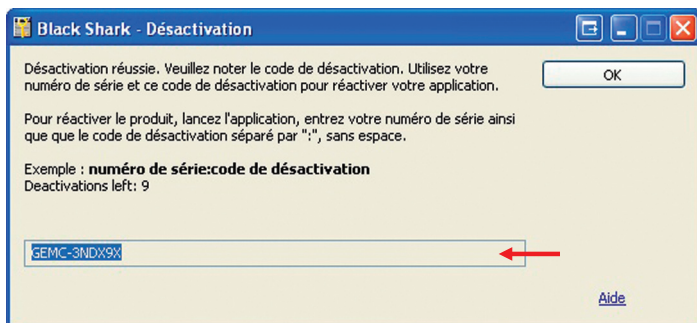 Black Shark - Désactivation
Désactivation réussie. Veuillez noter le code de désactivation. Utilisez votre
numéro de série et ce code de désactivation pour réactiver votre application.
OK
Pour réactiver le produit, lancez l'application, entrez votre numéro de série ainsi
que que le code de désactivation séparé par ":", sans espace.
Exemple : numéro de série:code de désactivation
Deactivations left: 9
GEMC-3NDX9X
Aide